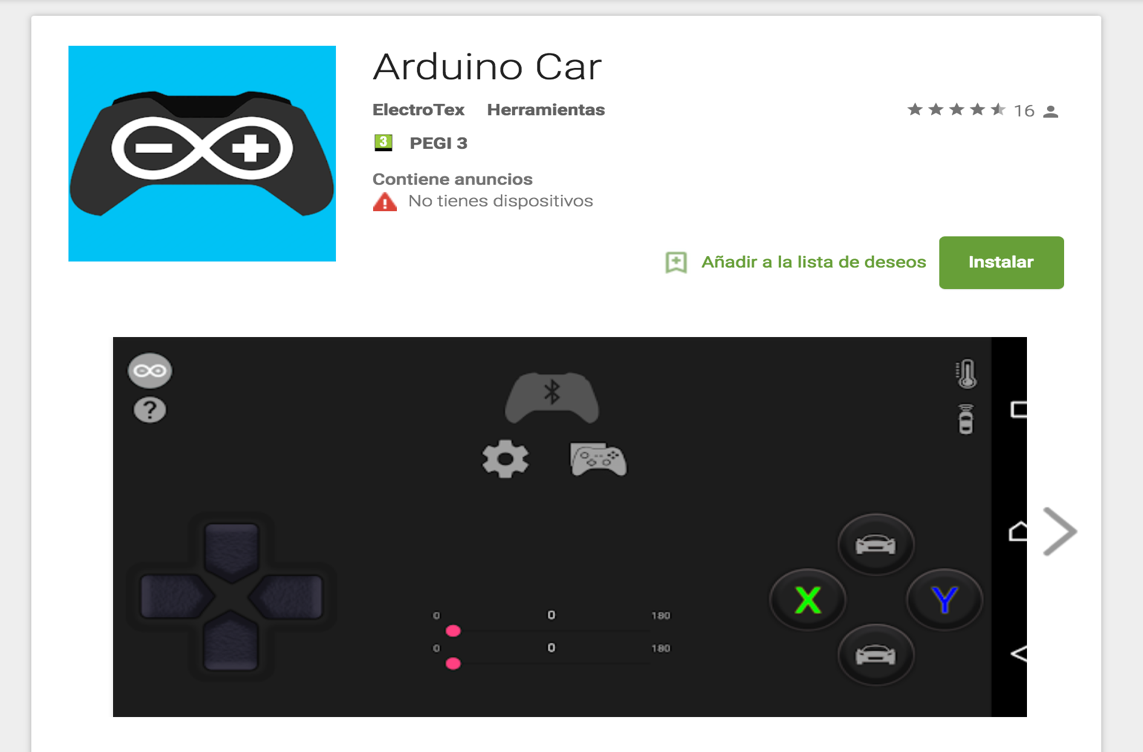 Arduino Car
ElectroTex Herramientas
16
3 PEGI 3
Contiene anuncios
No tienes dispositivos
Añadir a la lista de deseos Instalar
?
X Y
0 0 180
0 0 180